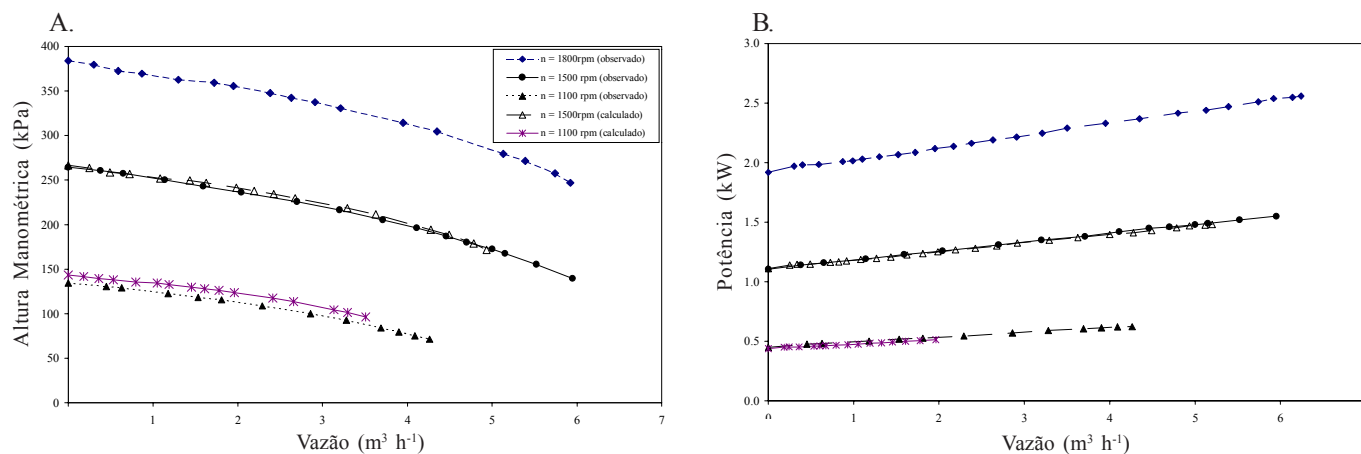 A.
Altura Manométrica (kPa)
400
350
300
250
200
150
100
50
0
n = 1800rpm (observado)
n = 1500 rpm (observado)
n = 1100 rpm (observado)
n = 1500rpm (calculado)
n = 1100 rpm (calculado)
0 1 2 3 4 5 6 7
Vazão (m³ h⁻¹)
B.
Potência (kW)
3.0
2.5
2.0
1.5
1.0
0.5
0.0
0 1 2 3 4 5 6
Vazão (m³ h⁻¹)